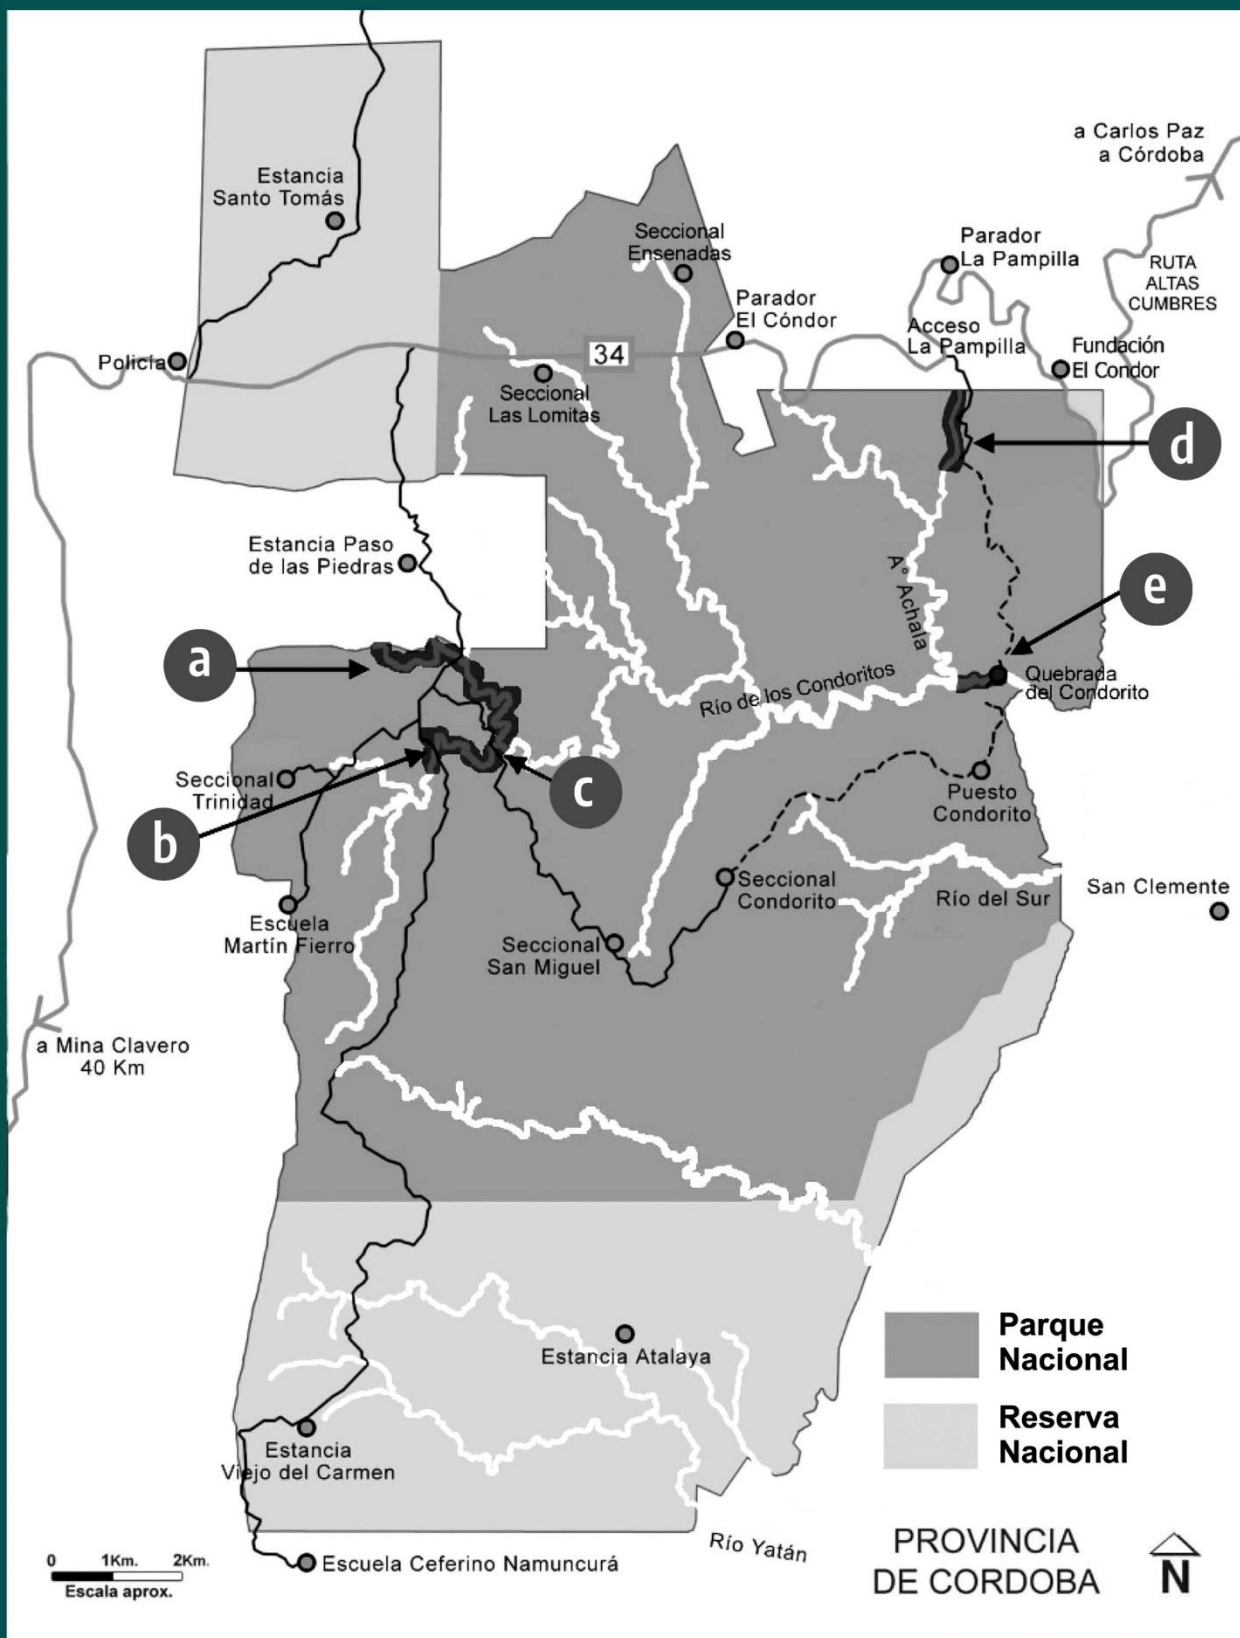 a Carlos Paz
a Córdoba
Estancia
Santo Tomás
Seccional
Ensenadas
Parador
La Pampilla
RUTA
ALTAS
CUMBRES
Parador
El Cóndor
Acceso
La Pampilla
Policía
34
Fundación
El Condor
Seccional
Las Lomitas
d
Estancia Paso
de las Piedras
e
A° Achala
a
Río de los Condoritos
Quebrada
del Condorito
Seccional
Trinidad
c
Puesto
Condorito
b
Seccional
Condorito
Río del Sur
San Clemente
Escuela
Martín Fierro
Seccional
San Miguel
a Mina Clavero
40 Km
Parque
Nacional
Estancia Atalaya
Reserva
Nacional
Estancia
Viejo del Carmen
Río Yatán
PROVINCIA
DE CORDOBA
N
0 1Km. 2Km.
Escala aprox.
Escuela Ceferino Namuncurá